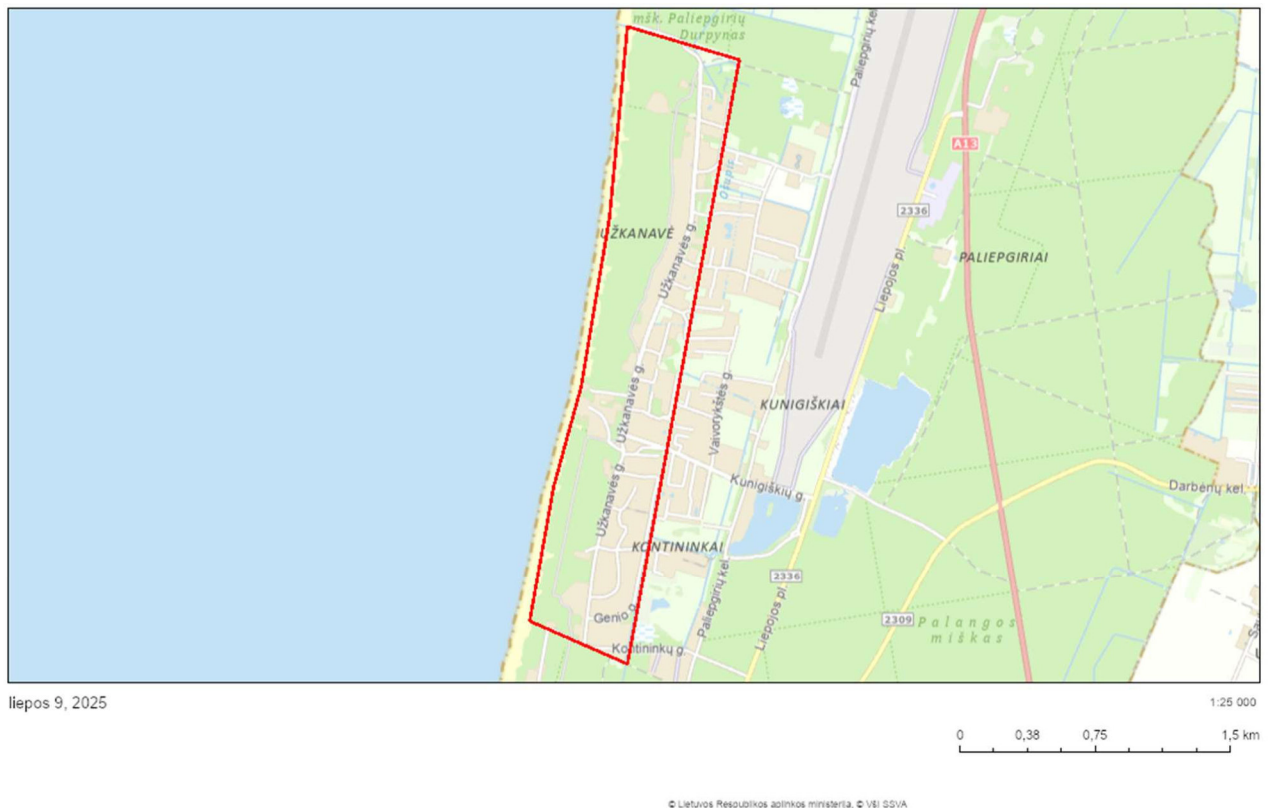 mšk. Paliepgirių
Durpynas
Paliepgirių kel.
A13
Ošupis
2336
UŽKANAVĖ
Užkanavės g.
PALIEPGIRIAI
Liepojos pl.
Užkanavės g.
Vaivorykštės g.
KUNIGIŠKIAI
Užkanavės g.
Kunigiškių g.
Darbėnų kel.
KONTININKAI
2336
Paliepgirių kel.
Liepojos pl.
Genio g.
2309
Palangos
miškas
Kontininkų g.
liepos 9, 2025
1:25 000
0 0,38 0,75 1,5 km
© Lietuvos Respublikos aplinkos ministerija, © VšĮ SSVA